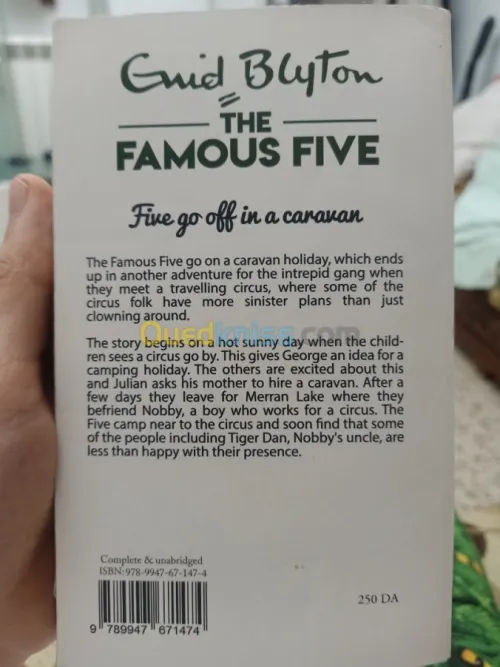 Enid Blyton
THE
FAMOUS FIVE
Five go off in a caravan
The Famous Five go on a caravan holiday, which ends
up in another adventure for the intrepid gang when
they meet a travelling circus, where some of the
circus folk have more sinister plans than just
clowning around.
Ouedkniss.com
The story begins on a hot sunny day when the child-
ren sees a circus go by. This gives George an idea for a
camping holiday. The others are excited about this
and Julian asks his mother to hire a caravan. After a
few days they leave for Merran Lake where they
befriend Nobby, a boy who works for a circus. The
Five camp near to the circus and soon find that some
of the people including Tiger Dan, Nobby's uncle, are
less than happy with their presence.
Complete & unabridged
ISBN: 978-9947-67-147-4
9 789947 671474
250 DA